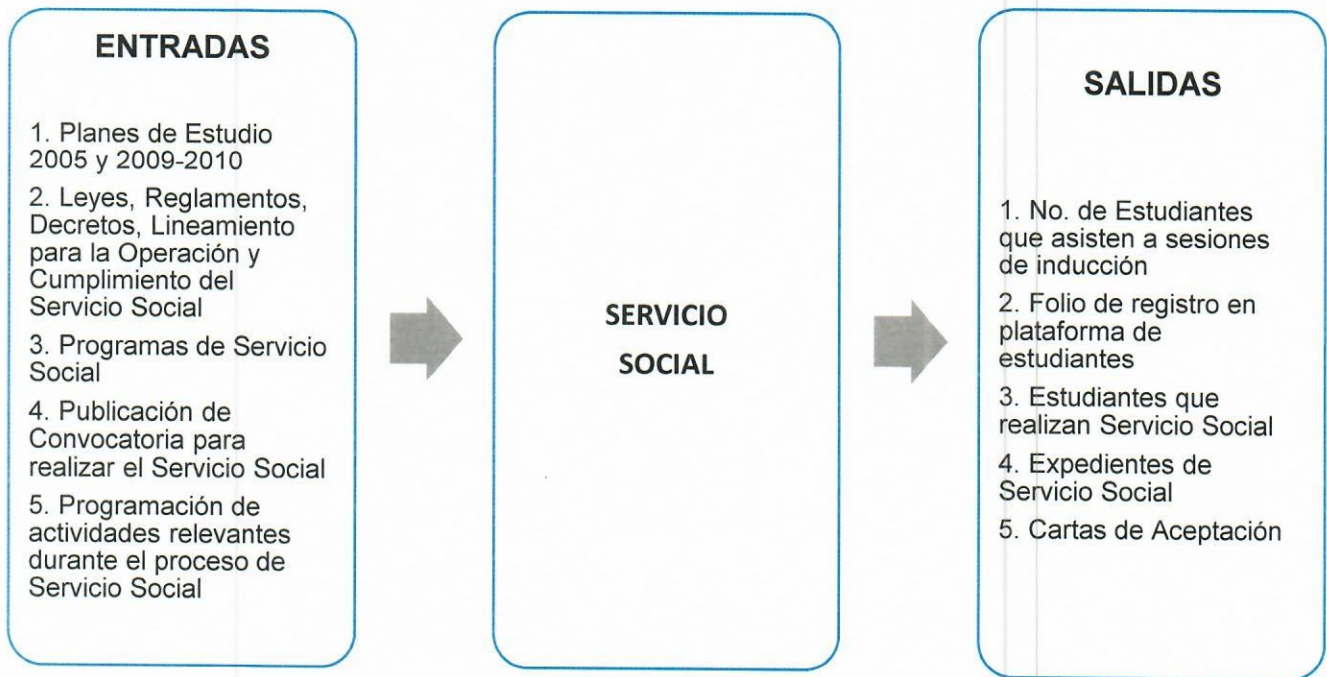 ENTRADAS
1. Planes de Estudio
2005 y 2009-2010
2. Leyes, Reglamentos,
Decretos, Lineamiento
para la Operación y
Cumplimiento del
Servicio Social
3. Programas de Servicio
Social
4. Publicación de
Convocatoria para
realizar el Servicio Social
5. Programación de
actividades relevantes
durante el proceso de
Servicio Social
SERVICIO
SOCIAL
SALIDAS
1. No. de Estudiantes
que asisten a sesiones
de inducción
2. Folio de registro en
plataforma de
estudiantes
3. Estudiantes que
realizan Servicio Social
4. Expedientes de
Servicio Social
5. Cartas de Aceptación